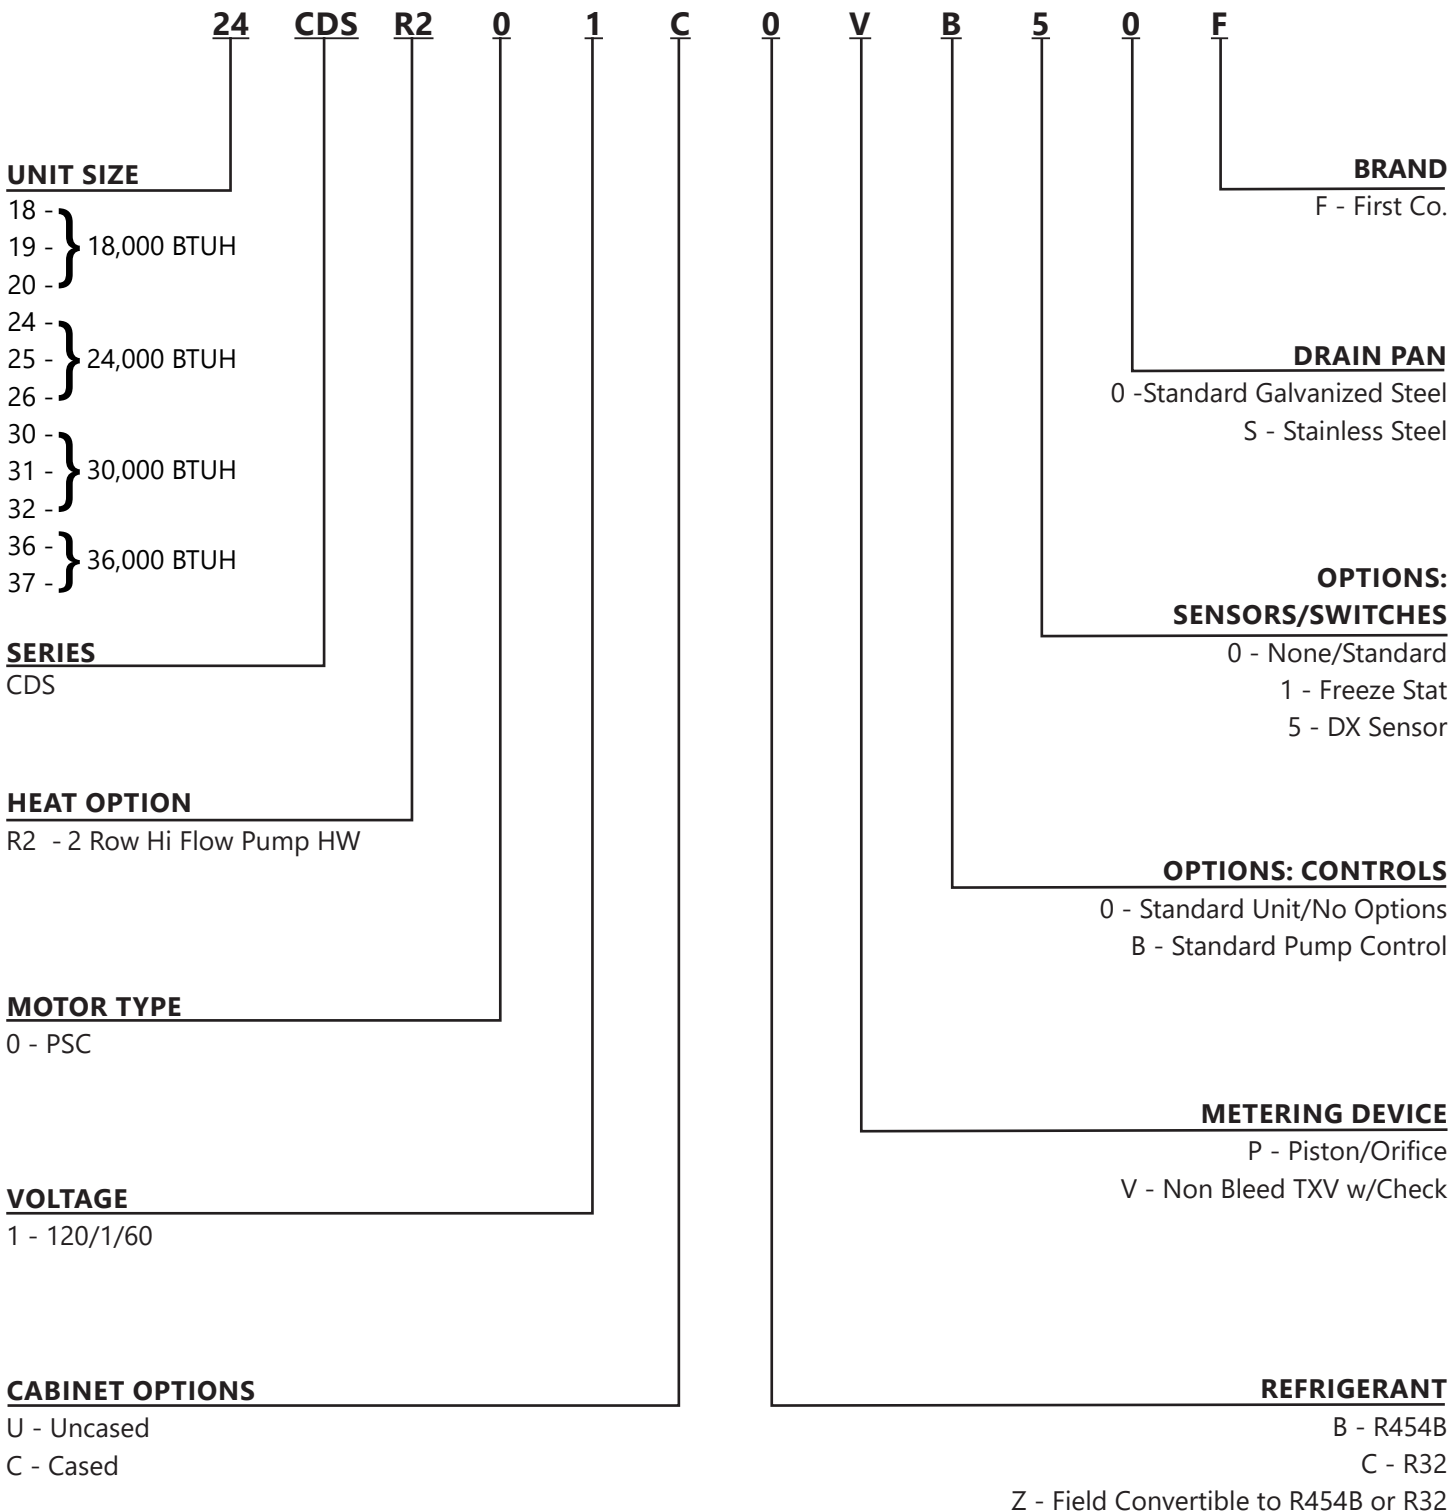 24 CDS R2 0 1 C 0 V B 5 0 F
UNIT SIZE
18 -
19 - } 18,000 BTUH
20 -
24 -
25 - } 24,000 BTUH
26 -
30 -
31 - } 30,000 BTUH
32 -
36 -
} 36,000 BTUH
37 -
SERIES
CDS
HEAT OPTION
R2 - 2 Row Hi Flow Pump HW
MOTOR TYPE
0 - PSC
VOLTAGE
1 - 120/1/60
CABINET OPTIONS
U - Uncased
C - Cased
BRAND
F - First Co.
DRAIN PAN
0 -Standard Galvanized Steel
S - Stainless Steel
OPTIONS:
SENSORS/SWITCHES
0 - None/Standard
1 - Freeze Stat
5 - DX Sensor
OPTIONS: CONTROLS
0 - Standard Unit/No Options
B - Standard Pump Control
METERING DEVICE
P - Piston/Orifice
V - Non Bleed TXV w/Check
REFRIGERANT
B - R454B
C - R32
Z - Field Convertible to R454B or R32